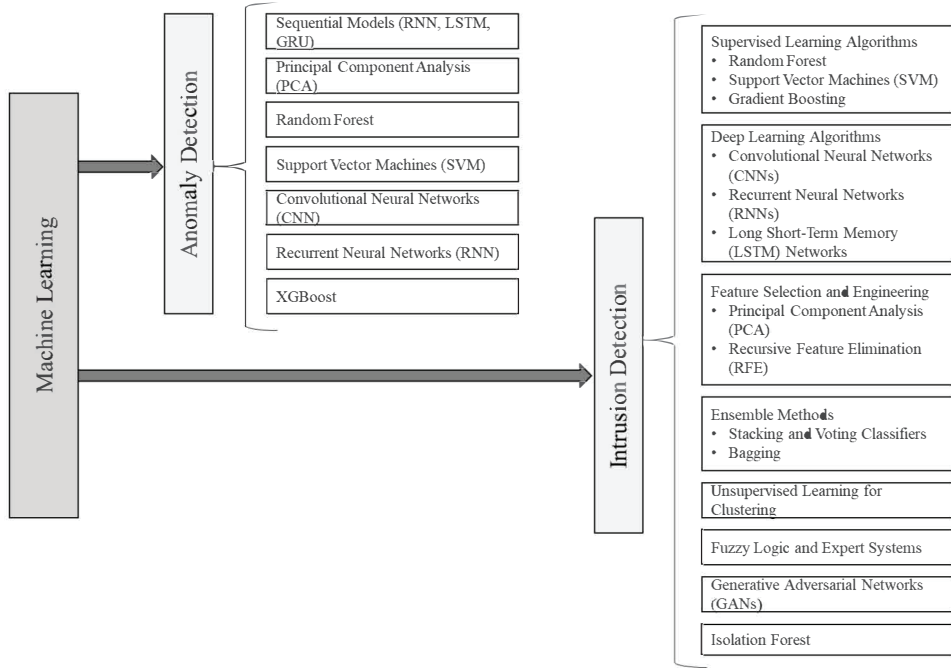 Machine Learning
Anomaly Detection
Sequential Models (RNN, LSTM,
GRU)
Principal Component Analysis
(PCA)
Random Forest
Support Vector Machines (SVM)
Convolutional Neural Networks
(CNN)
Recurrent Neural Networks (RNN)
XGBoost
Intrusion Detection
Supervised Learning Algorithms
• Random Forest
• Support Vector Machines (SVM)
• Gradient Boosting
Deep Learning Algorithms
• Convolutional Neural Networks
(CNNs)
• Recurrent Neural Networks
(RNNs)
• Long Short-Term Memory
(LSTM) Networks
Feature Selection and Engineering
• Principal Component Analysis
(PCA)
• Recursive Feature Elimination
(RFE)
Ensemble Methods
• Stacking and Voting Classifiers
• Bagging
Unsupervised Learning for
Clustering
Fuzzy Logic and Expert Systems
Generative Adversarial Networks
(GANs)
Isolation Forest